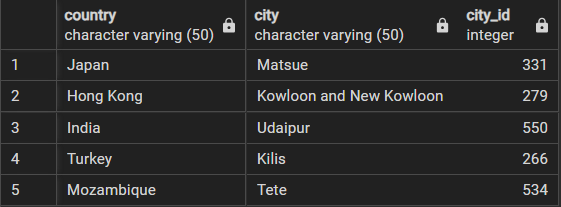 country city city_id
character varying (50) character varying (50) integer
1 Japan Matsue 331
2 Hong Kong Kowloon and New Kowloon 279
3 India Udaipur 550
4 Turkey Kilis 266
5 Mozambique Tete 534